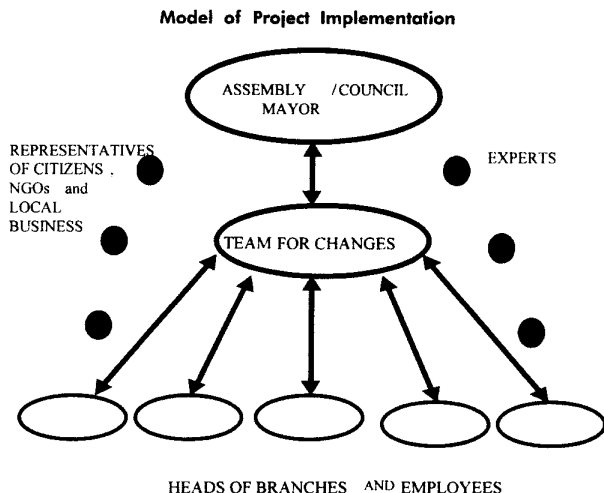 Model of Project Implementation
ASSEMBLY /COUNCIL
MAYOR
REPRESENTATIVES
OF CITIZENS ,
NGOs and
LOCAL
BUSINESS
EXPERTS
TEAM FOR CHANGES
HEADS OF BRANCHES AND EMPLOYEES